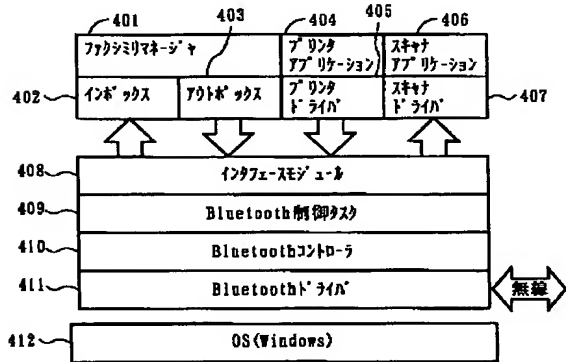 401
403
404
405
406
ファクシミリマネージャ
プリンタ
アプリケーション
スキャナ
アプリケーション
402
インボックス
アウトボックス
プリンタ
ドライバ
スキャナ
ドライバ
407
408
インタフェースモジュール
409
Bluetooth制御タスク
410
Bluetoothコントローラ
411
Bluetoothドライバ
無線
412
OS(Windows)